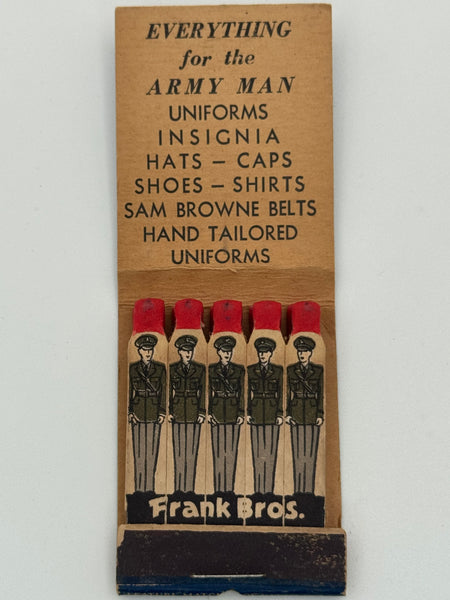 EVERYTHING
for the
ARMY MAN
UNIFORMS
INSIGNIA
HATS – CAPS
SHOES – SHIRTS
SAM BROWNE BELTS
HAND TAILORED
UNIFORMS
Frank Bros.